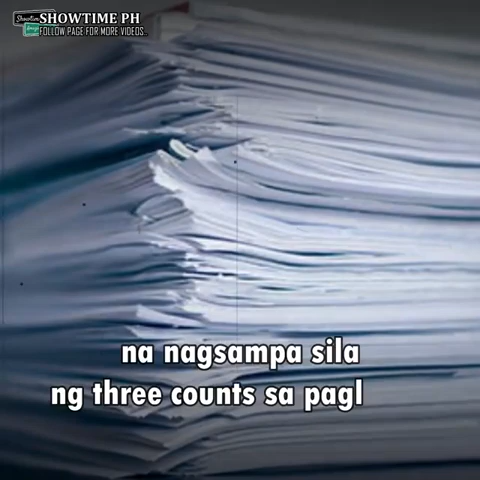 SHOWTIME PH
FOLLOW PAGE FOR MORE VIDEOS..
na nagsampa sila
ng three counts sa pagl